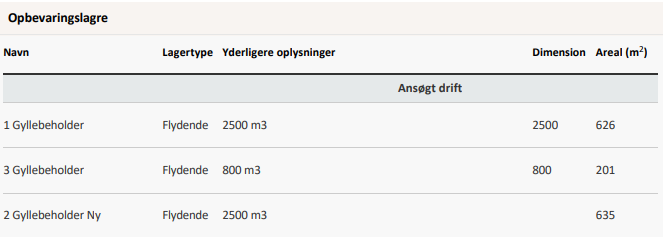 Opbevaringslagre
Navn Lagertype Yderligere oplysninger Dimension Areal (m²)
Ansøgt drift
1 Gyllebeholder Flydende 2500 m3 2500 626
3 Gyllebeholder Flydende 800 m3 800 201
2 Gyllebeholder Ny Flydende 2500 m3 635